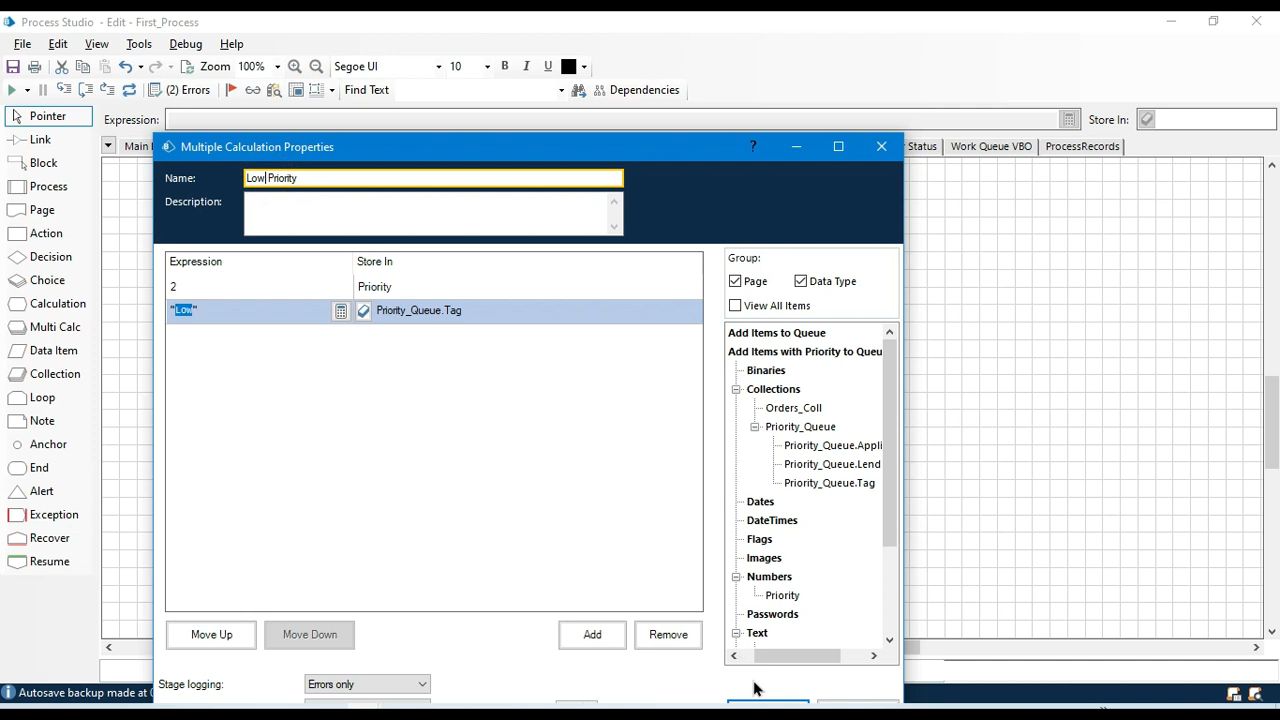 Process Studio - Edit - First_Process
File Edit View Tools Debug Help
Zoom 100% Segoe UI 10 B I U
(2) Errors Find Text Dependencies
Pointer
Expression: Store In:
Link
Main
Status Work Queue VBO ProcessRecords
Block
Process
Page
Action
Decision
Choice
Calculation
Multi Calc
Data Item
Collection
Loop
Note
Anchor
End
Alert
Exception
Recover
Resume
Multiple Calculation Properties ?
Name: Low Priority
Description:
Expression Store In
2 Priority
"Low" Priority_Queue.Tag
Move Up Move Down Add Remove
Stage logging: Errors only
Group:
Page Data Type
View All Items
Add Items to Queue
Add Items with Priority to Queu
Binaries
Collections
Orders_Coll
Priority_Queue
Priority_Queue.Appli
Priority_Queue.Lend
Priority_Queue.Tag
Dates
DateTimes
Flags
Images
Numbers
Priority
Passwords
Text
Autosave backup made at